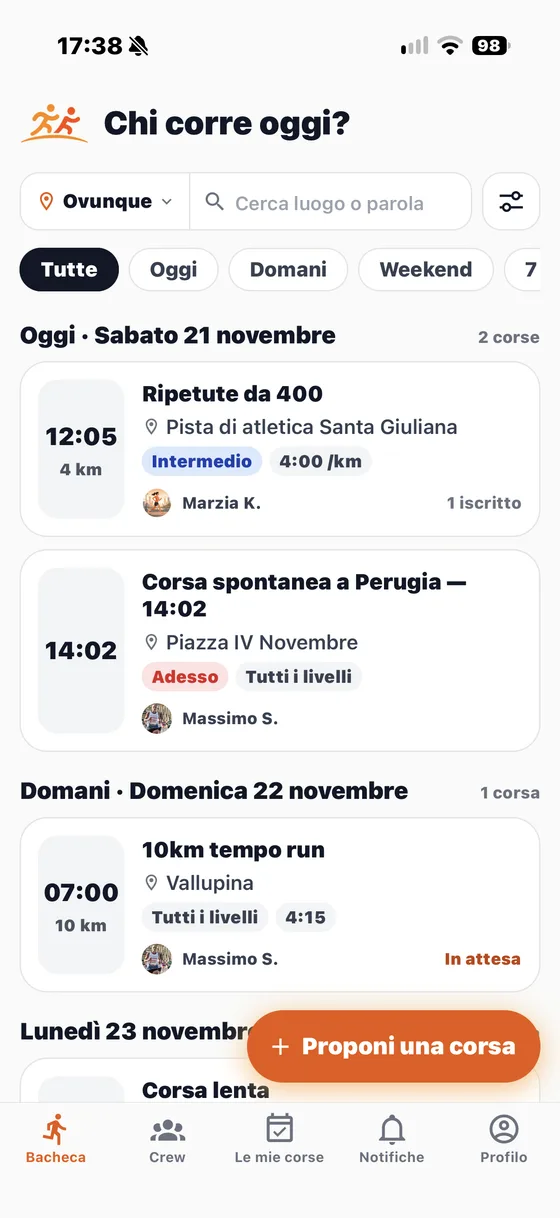 17:38
98
Chi corre oggi?
Ovunque
Cerca luogo o parola
Tutte
Oggi
Domani
Weekend
7
Oggi · Sabato 21 novembre
2 corse
12:05
4 km
Ripetute da 400
Pista di atletica Santa Giuliana
Intermedio
4:00 /km
Marzia K.
1 iscritto
14:02
Corsa spontanea a Perugia —
14:02
Piazza IV Novembre
Adesso
Tutti i livelli
Massimo S.
Domani · Domenica 22 novembre
1 corsa
07:00
10 km
10km tempo run
Vallupina
Tutti i livelli
4:15
Massimo S.
In attesa
Lunedì 23 novembr
+ Proponi una corsa
Corsa lenta
Bacheca
Crew
Le mie corse
Notifiche
Profilo